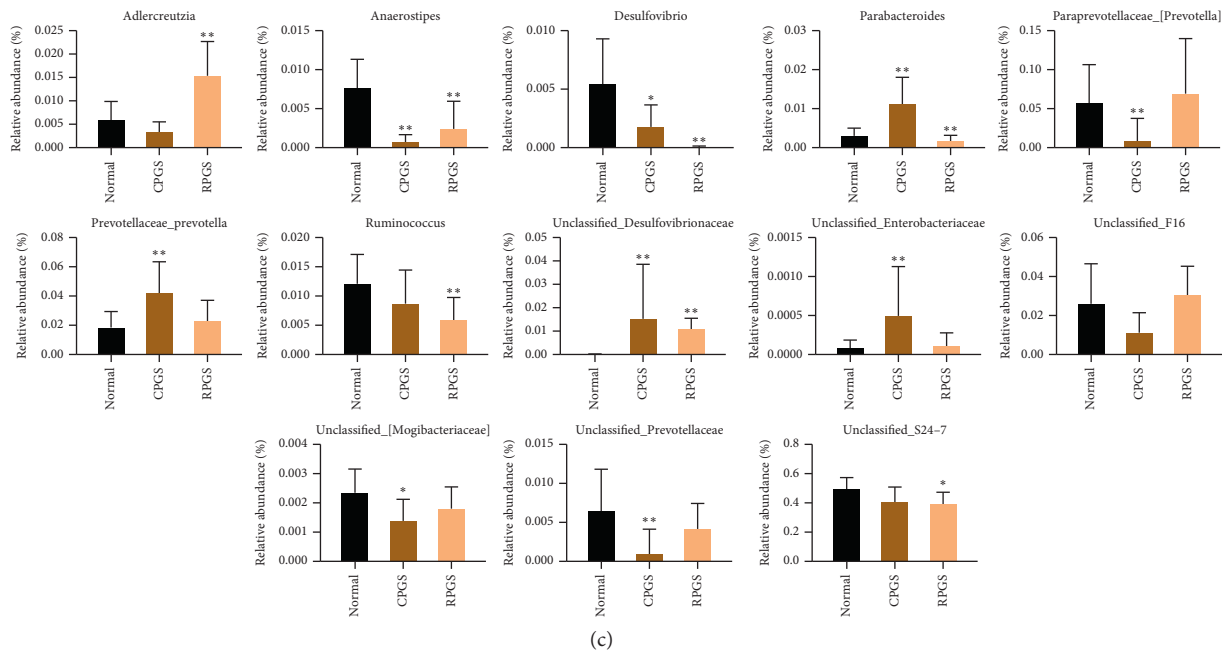 Adlercreutzia
Relative abundance (%)
0.025
0.020
0.015
0.010
0.005
0.000
**
Normal
CPGS
RPGS
Anaerostipes
Relative abundance (%)
0.015
0.010
0.005
0.000
**
**
Normal
CPGS
RPGS
Desulfovibrio
Relative abundance (%)
0.010
0.005
0.000
*
**
Normal
CPGS
RPGS
Parabacteroides
Relative abundance (%)
0.03
0.02
0.01
0.00
**
**
Normal
CPGS
RPGS
Paraprevotellaceae_[Prevotella]
Relative abundance (%)
0.15
0.10
0.05
0.00
**
Normal
CPGS
RPGS
Prevotellaceae_prevotella
Relative abundance (%)
0.08
0.06
0.04
0.02
0.00
**
Normal
CPGS
RPGS
Ruminococcus
Relative abundance (%)
0.020
0.015
0.010
0.005
0.000
**
Normal
CPGS
RPGS
Unclassified_Desulfovibrionaceae
Relative abundance (%)
0.05
0.04
0.03
0.02
0.01
0.00
**
**
Normal
CPGS
RPGS
Unclassified_Enterobacteriaceae
Relative abundance (%)
0.0015
0.0010
0.0005
0.0000
**
Normal
CPGS
RPGS
Unclassified_F16
Relative abundance (%)
0.06
0.04
0.02
0.00
Normal
CPGS
RPGS
Unclassified_[Mogibacteriaceae]
Relative abundance (%)
0.004
0.003
0.002
0.001
0.000
*
Normal
CPGS
RPGS
Unclassified_Prevotellaceae
Relative abundance (%)
0.015
0.010
0.005
0.000
**
Normal
CPGS
RPGS
Unclassified_S24–7
Relative abundance (%)
0.8
0.6
0.4
0.2
0.0
*
Normal
CPGS
RPGS
(c)